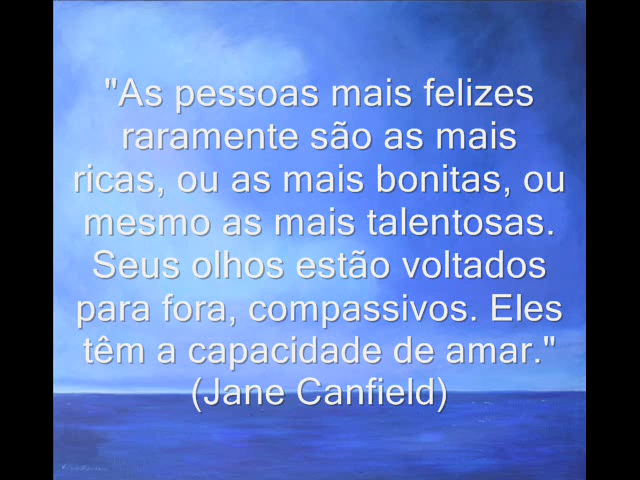 "As pessoas mais felizes
raramente são as mais
ricas, ou as mais bonitas, ou
mesmo as mais talentosas.
Seus olhos estão voltados
para fora, compassivos. Eles
têm a capacidade de amar."
(Jane Canfield)